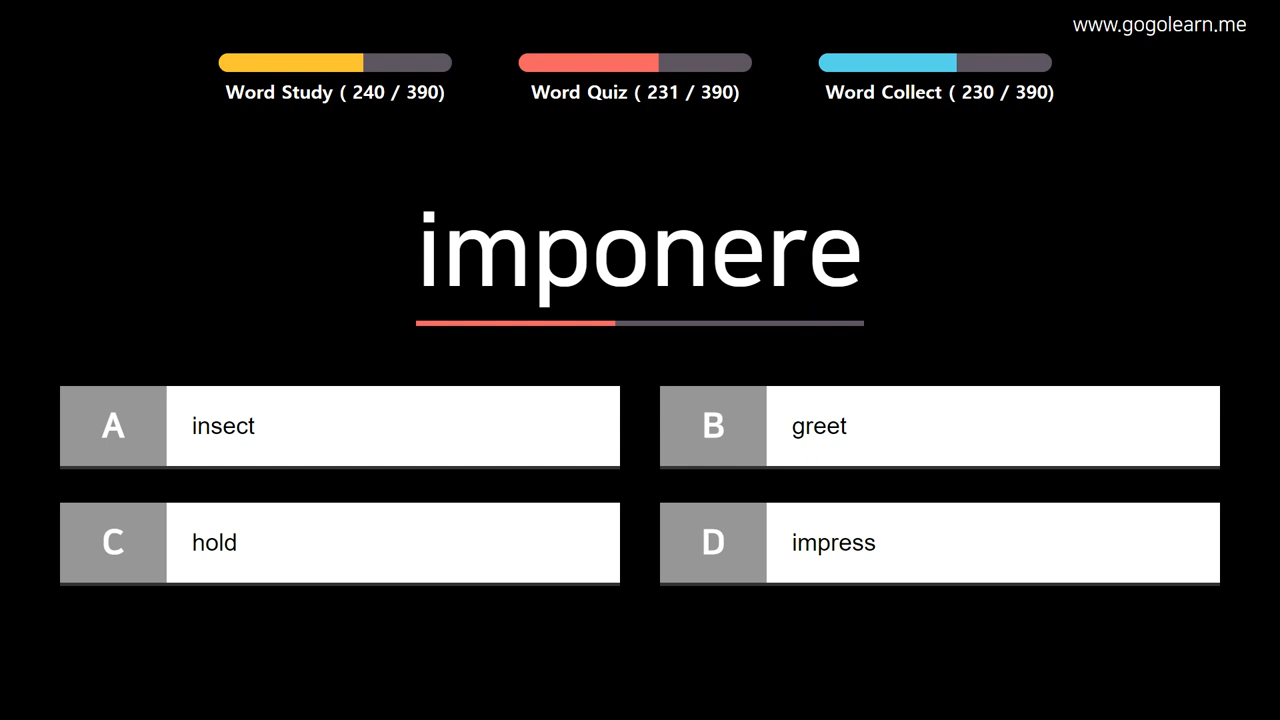 www.gogolearn.me
Word Study ( 240 / 390)
Word Quiz ( 231 / 390)
Word Collect ( 230 / 390)
imponere
A insect
B greet
C hold
D impress